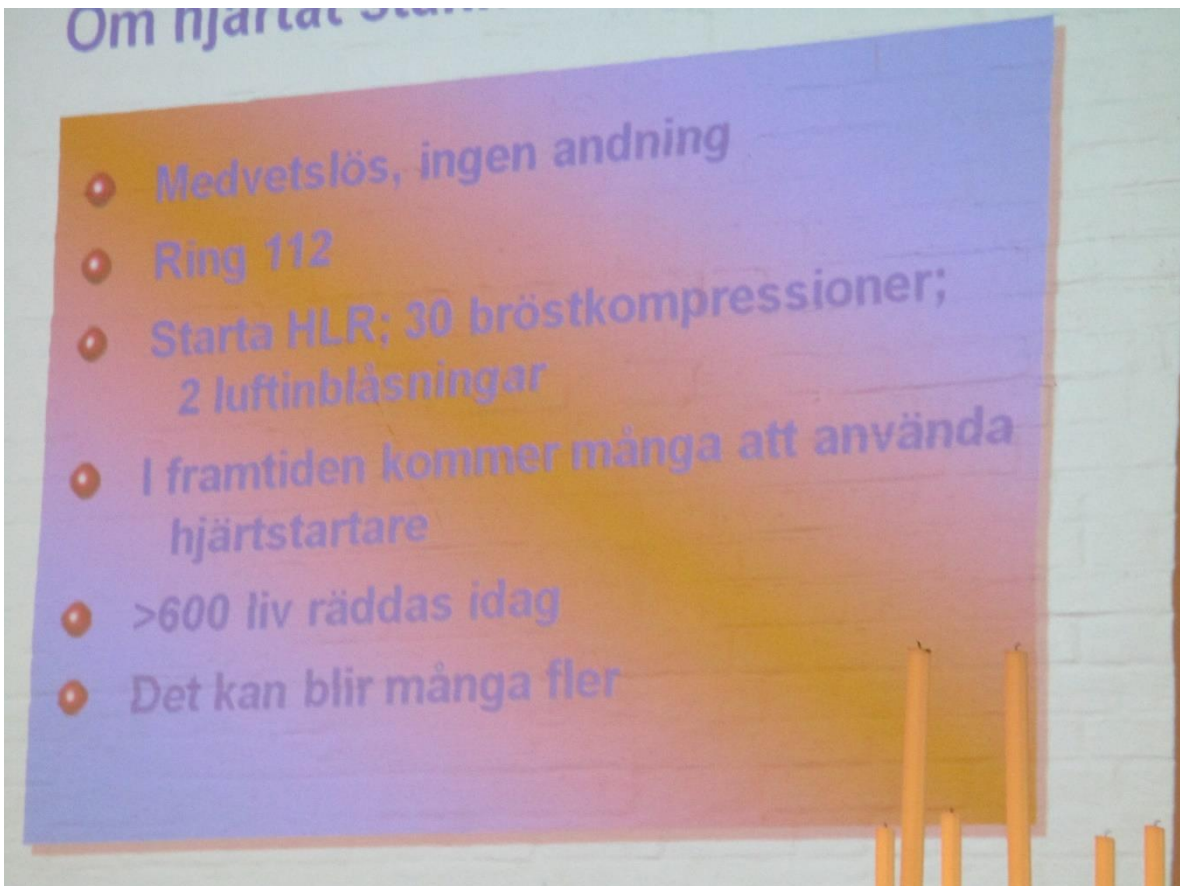 Om hjärtat
Medvetslös, ingen andning
Ring 112
Starta HLR; 30 bröstkompressioner;
2 luftinblåsningar
I framtiden kommer många att använda
hjärtstartare
>600 liv räddas idag
Det kan blir många fler